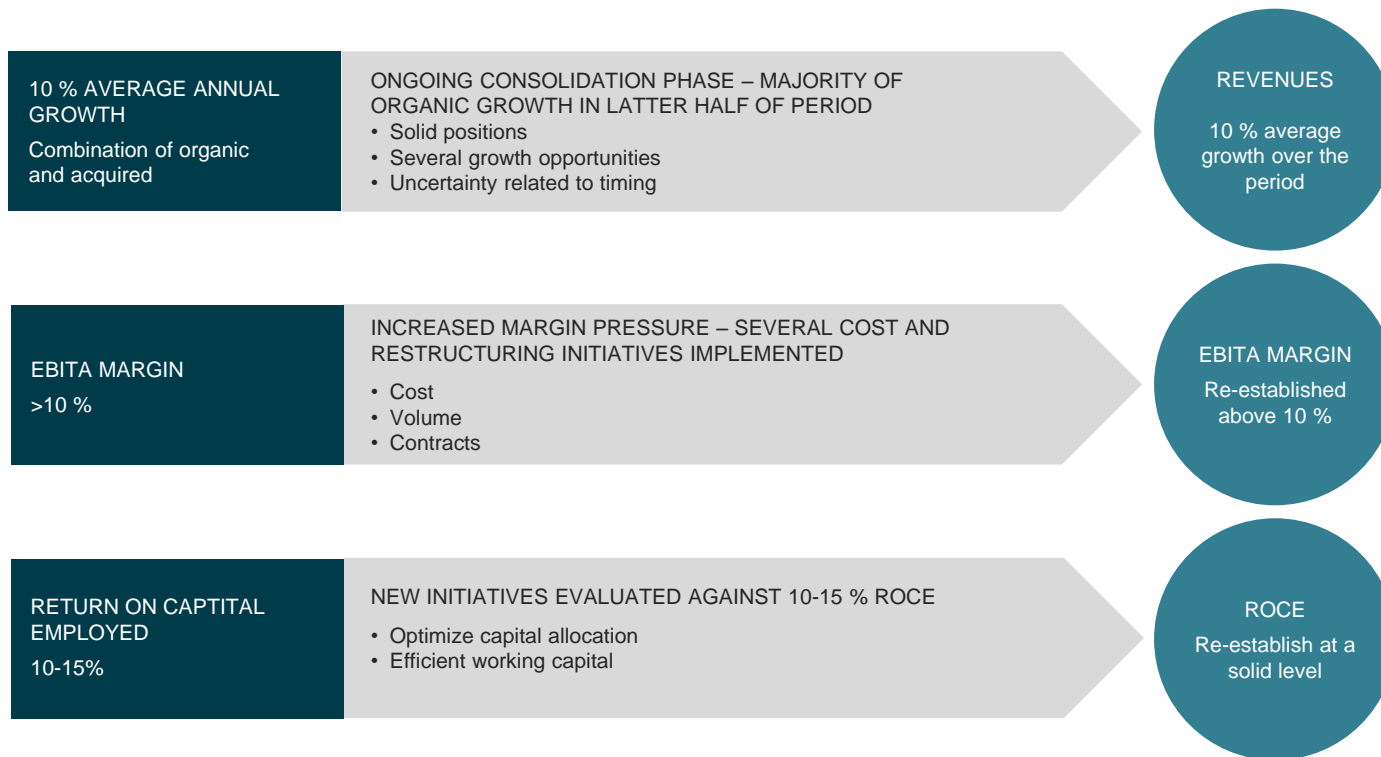 10 % AVERAGE ANNUAL
GROWTH
Combination of organic
and acquired
ONGOING CONSOLIDATION PHASE – MAJORITY OF
ORGANIC GROWTH IN LATTER HALF OF PERIOD
• Solid positions
• Several growth opportunities
• Uncertainty related to timing
REVENUES
10 % average
growth over the
period
EBITA MARGIN
>10 %
INCREASED MARGIN PRESSURE – SEVERAL COST AND
RESTRUCTURING INITIATIVES IMPLEMENTED
• Cost
• Volume
• Contracts
EBITA MARGIN
Re-established
above 10 %
RETURN ON CAPTITAL
EMPLOYED
10-15%
NEW INITIATIVES EVALUATED AGAINST 10-15 % ROCE
• Optimize capital allocation
• Efficient working capital
ROCE
Re-establish at a
solid level